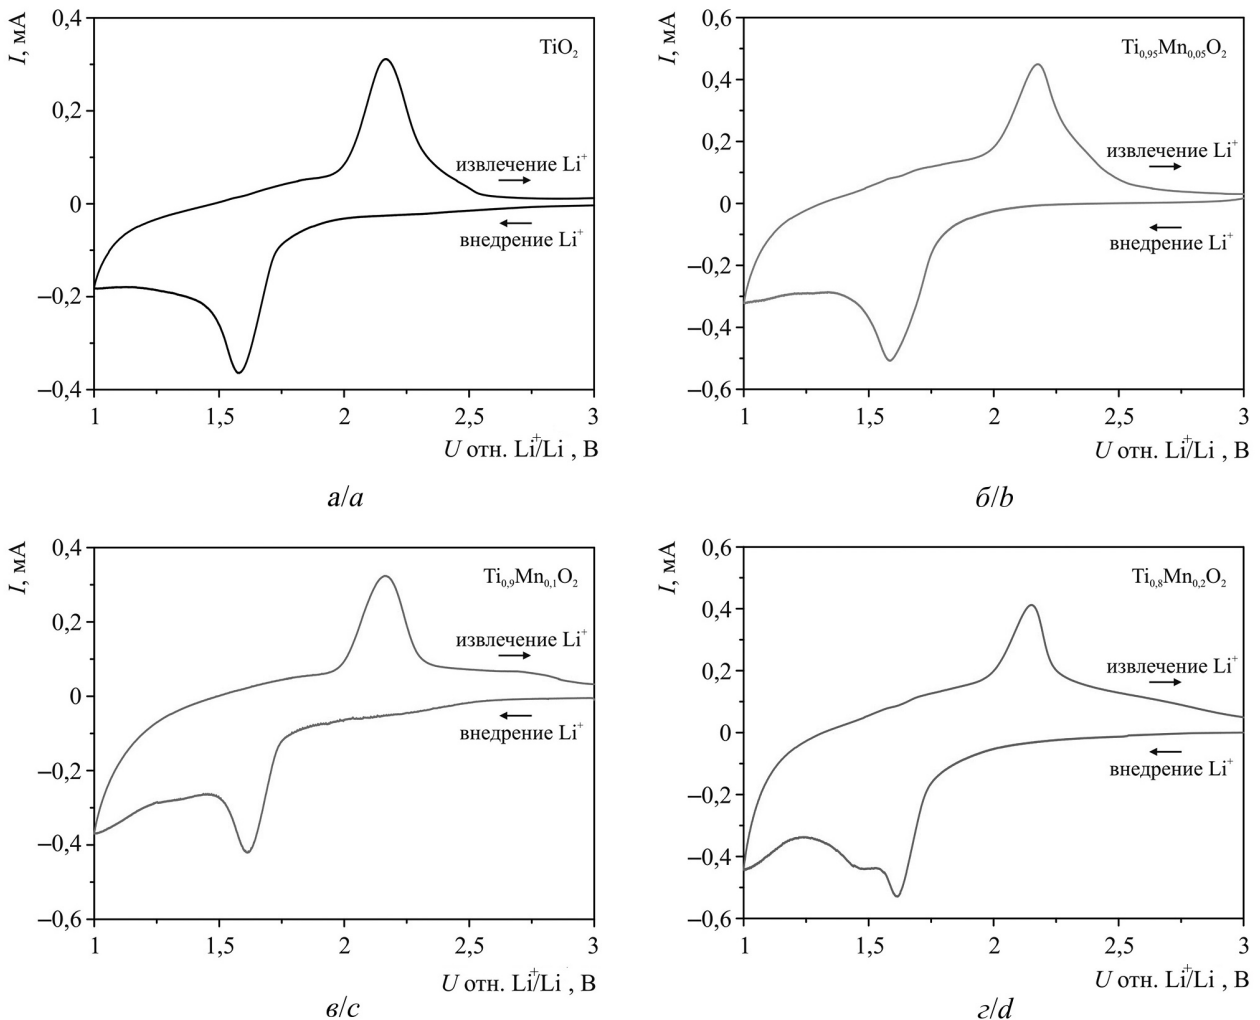 I, мА
0,4
0,2
0
–0,2
–0,4
TiO2
извлечение Li+
внедрение Li+
1 1,5 2 2,5 3
U отн. Li+/Li , В
а/a
I, мА
0,6
0,4
0,2
0
–0,2
–0,4
–0,6
Ti0,95Mn0,05O2
извлечение Li+
внедрение Li+
1 1,5 2 2,5 3
U отн. Li+/Li , В
б/b
I, мА
0,4
0,2
0
–0,2
–0,4
–0,6
Ti0,9Mn0,1O2
извлечение Li+
внедрение Li+
1 1,5 2 2,5 3
U отн. Li+/Li , В
в/c
I, мА
0,6
0,4
0,2
0
–0,2
–0,4
–0,6
Ti0,8Mn0,2O2
извлечение Li+
внедрение Li+
1 1,5 2 2,5 3
U отн. Li+/Li , В
г/d